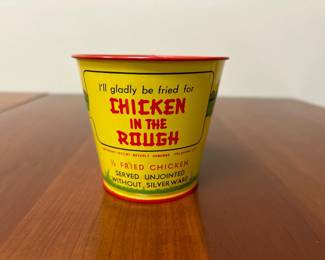 I'll gladly be fried for
CHICKEN
IN THE
ROUGH
½ FRIED CHICKEN
SERVED UNJOINTED
WITHOUT SILVERWARE